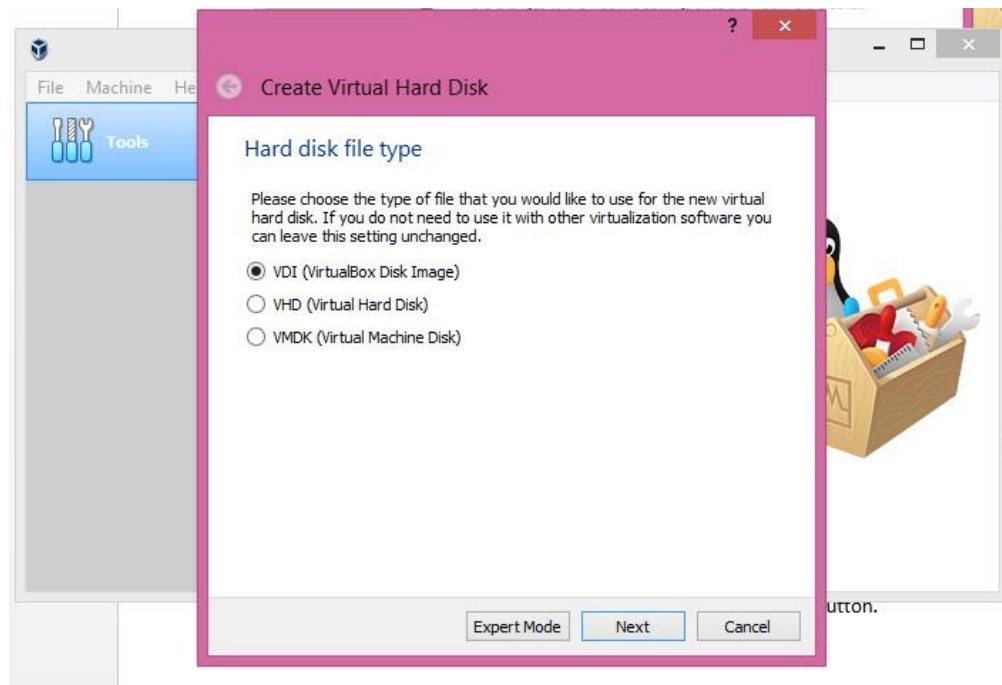 ?
File Machine He
Create Virtual Hard Disk
Tools
Hard disk file type
Please choose the type of file that you would like to use for the new virtual
hard disk. If you do not need to use it with other virtualization software you
can leave this setting unchanged.
VDI (VirtualBox Disk Image)
VHD (Virtual Hard Disk)
VMDK (Virtual Machine Disk)
utton.
Expert Mode Next Cancel